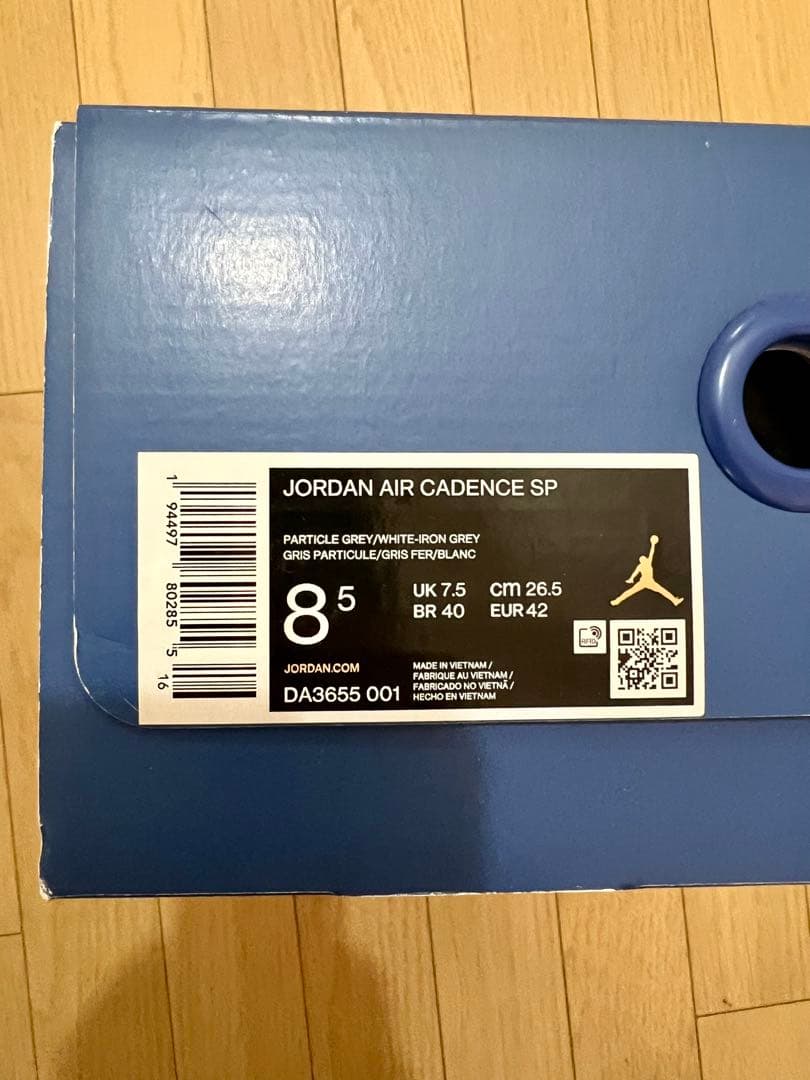 JORDAN AIR CADENCE SP
PARTICLE GREY/WHITE-IRON GREY
GRIS PARTICULE/GRIS FER/BLANC
8 5
UK 7.5 cm 26.5
BR 40 EUR 42
RFID
JORDAN.COM
DA3655 001
MADE IN VIETNAM /
FABRIQUE AU VIETNAM /
FABRICADO NO VIETNÃ /
HECHO EN VIETNAM
1 94497 80285 5 16